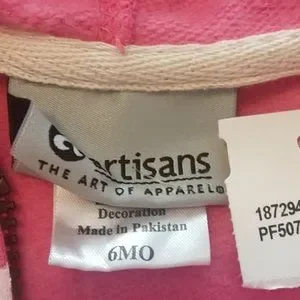 artisans
THE ART OF APPAREL®
Decoration
Made in Pakistan
6MO
187294
PF507